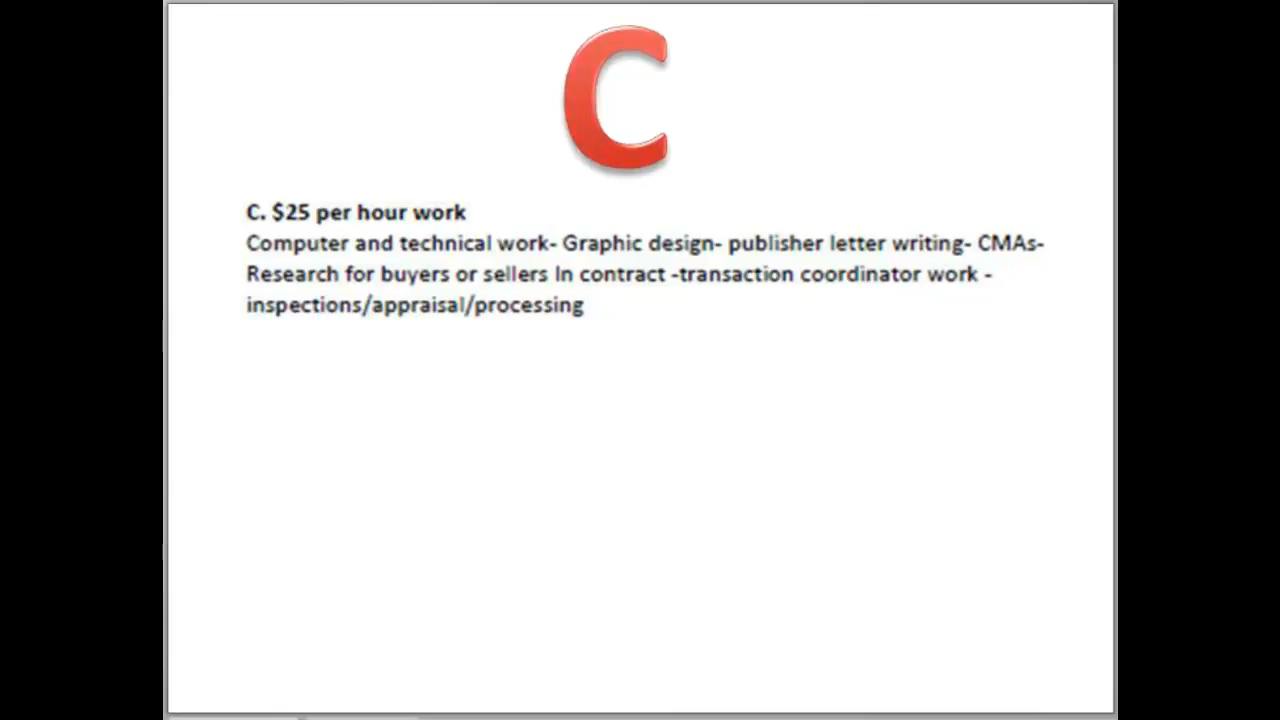 C
C. $25 per hour work
Computer and technical work- Graphic design- publisher letter writing- CMAs-
Research for buyers or sellers In contract -transaction coordinator work -
inspections/appraisal/processing